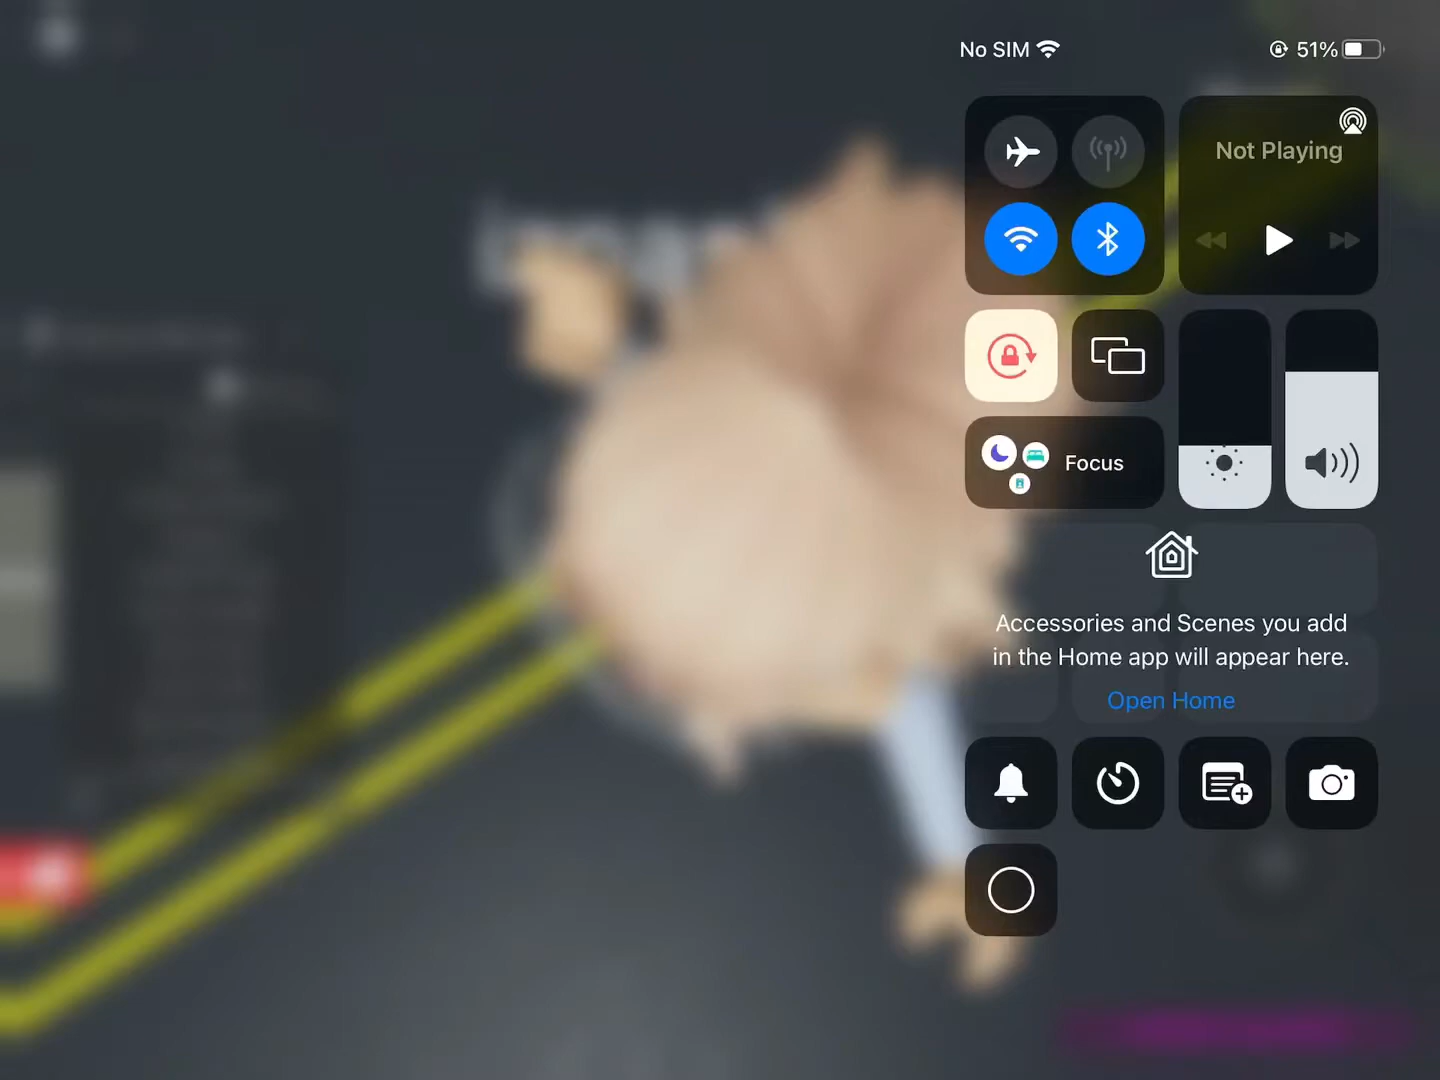 No SIM
51%
Not Playing
Focus
Accessories and Scenes you add
in the Home app will appear here.
Open Home